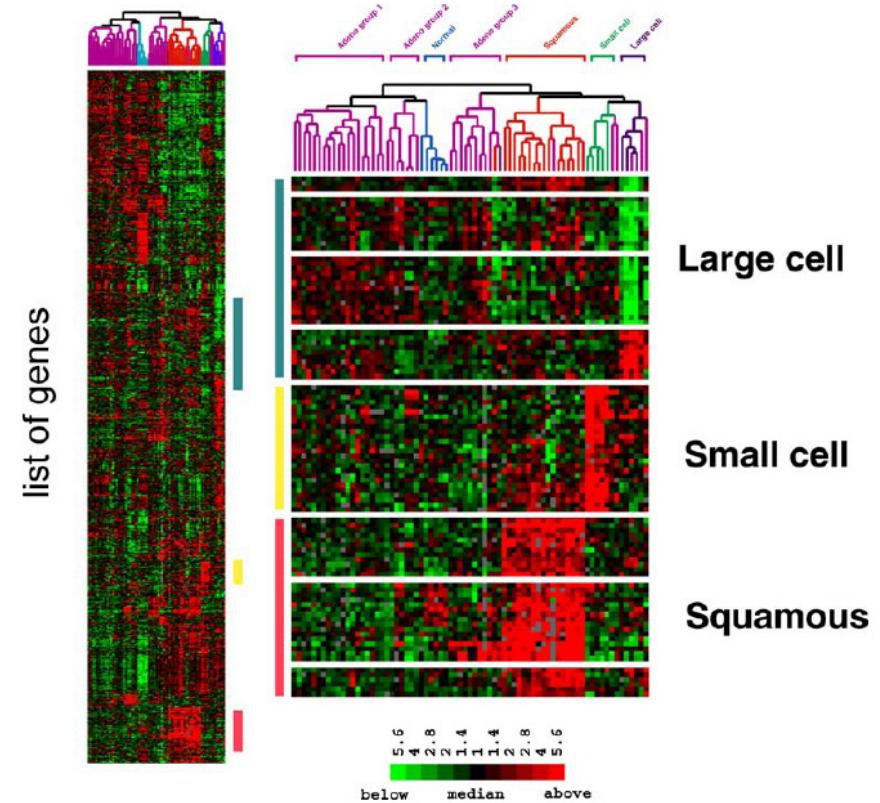 Adeno group 1
Adeno group 2
Normal
Adeno group 3
Squamous
Small cell
Large cell
list of genes
Large cell
Small cell
Squamous
5.6 4 2.8 2 1.4 1.4 2 2.8 4 5.6
below median above